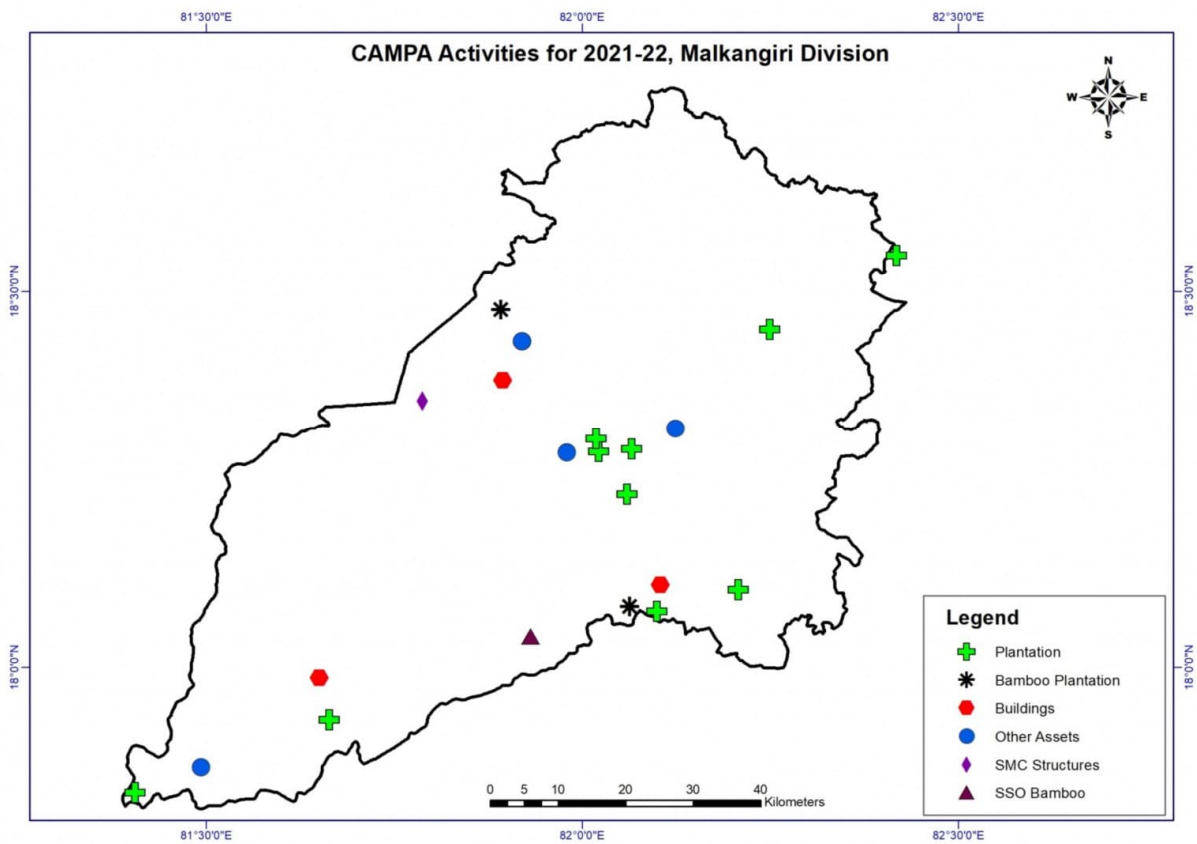 81°30'0"E 82°0'0"E 82°30'0"E
CAMPA Activities for 2021-22, Malkangiri Division
N
W E
S
18°30'0"N 18°30'0"N
Legend
Plantation
Bamboo Plantation
Buildings
Other Assets
SMC Structures
SSO Bamboo
18°0'0"N 18°0'0"N
0 5 10 20 30 40
Kilometers
81°30'0"E 82°0'0"E 82°30'0"E